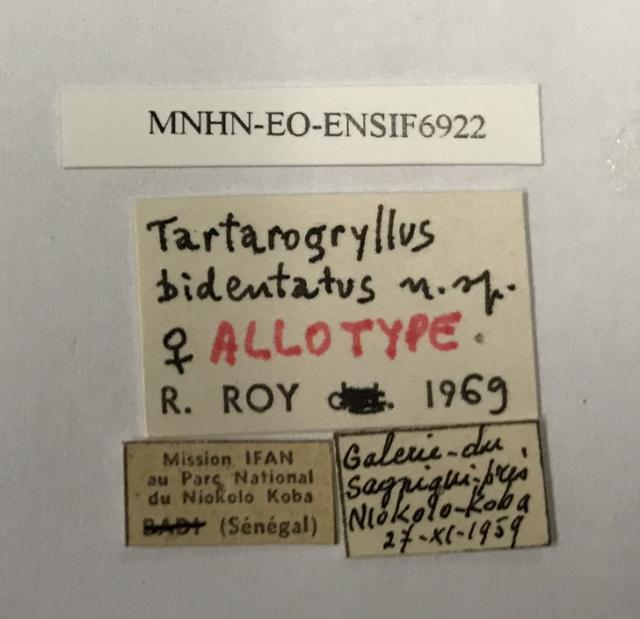 MNHN-EO-ENSIF6922
Tartarogryllus
bidentatus n. sp.
♀ ALLOTYPE.
R. ROY 1969
Mission IFAN
au Parc National
du Niokolo Koba
BADI (Sénégal)
Galerie du
près
Niokolo-Koba
27-XI-1959